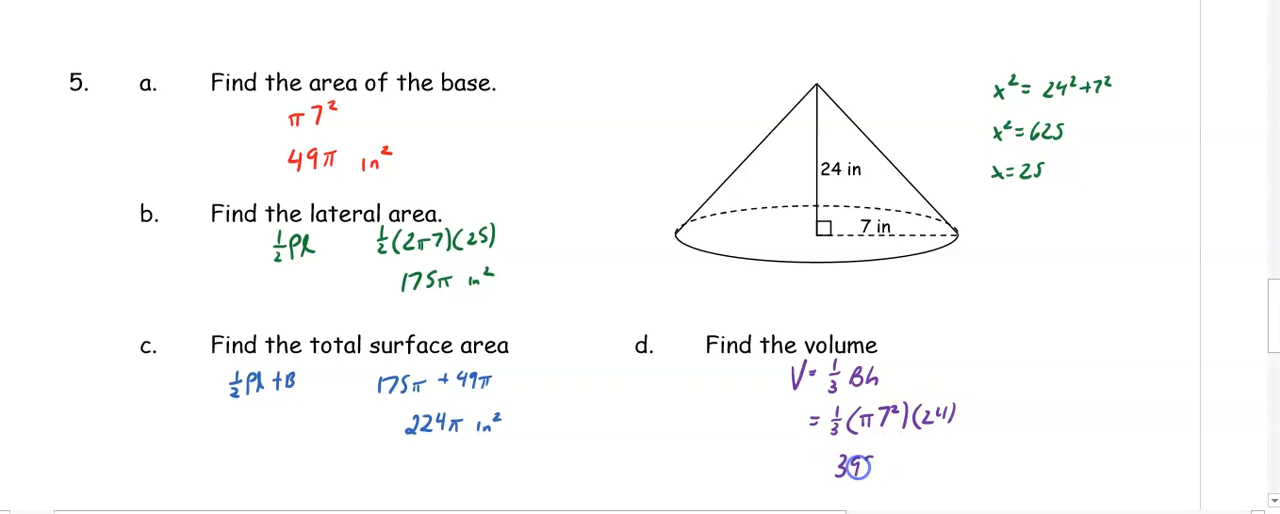 5. a. Find the area of the base.
π7²
49π in²
b. Find the lateral area.
½Pl ½(2π7)(25)
175π in²
c. Find the total surface area
½Pl + B 175π + 49π
224π in²
24 in
7 in
x² = 24² + 7²
x² = 625
x = 25
d. Find the volume
V = ⅓ Bh
= ⅓(π7²)(24)
39